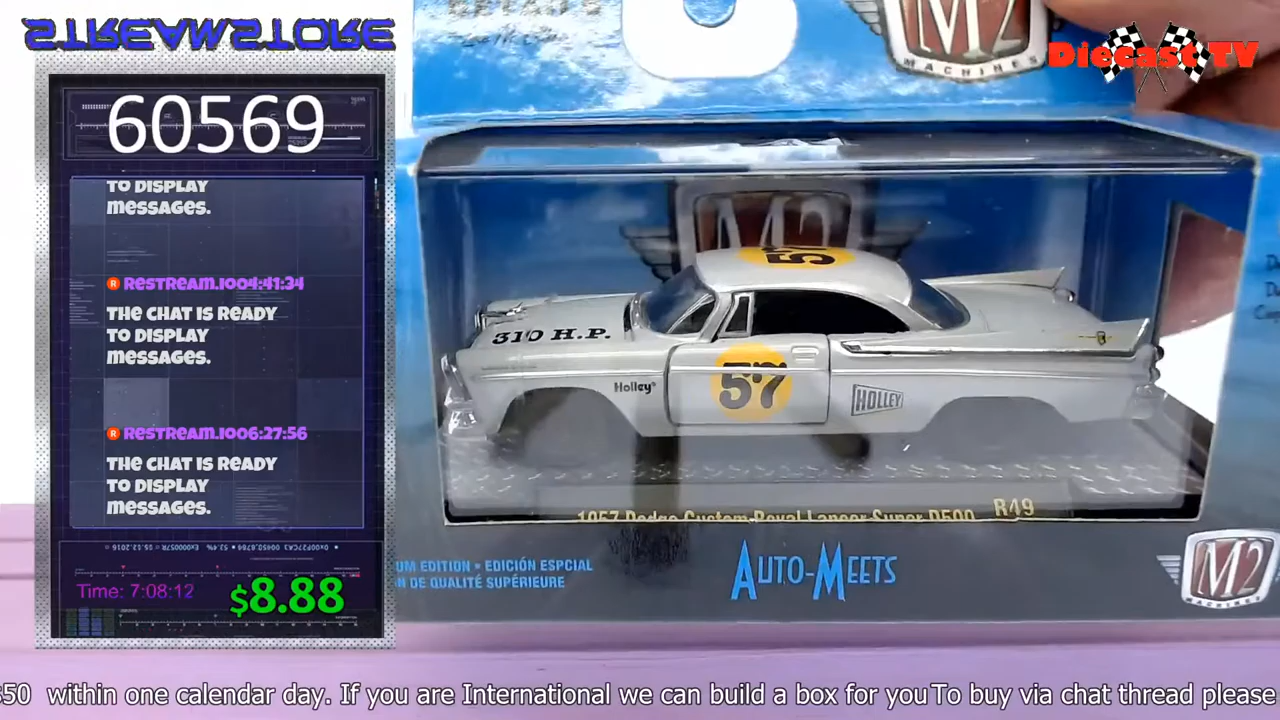 STREAMSTORE
60569
TO DISPLAY
MESSAGES.
RESTREAM.IO04:41:34
THE CHAT IS READY
TO DISPLAY
MESSAGES.
RESTREAM.IO06:27:56
THE CHAT IS READY
TO DISPLAY
MESSAGES.
Time: 7:08:12
$8.88
M2
MACHINES
Diecast TV
M2
57
310 H.P.
Holley
57
HOLLEY
1957 Dodge Custom Royal Lancer Super D500 R49
UM EDITION • EDICIÓN ESPCIAL
N DE QUALITÉ SUPÉRIEURE
AUTO-MEETS
M2
MACHINES
$50 within one calendar day. If you are International we can build a box for you To buy via chat thread please